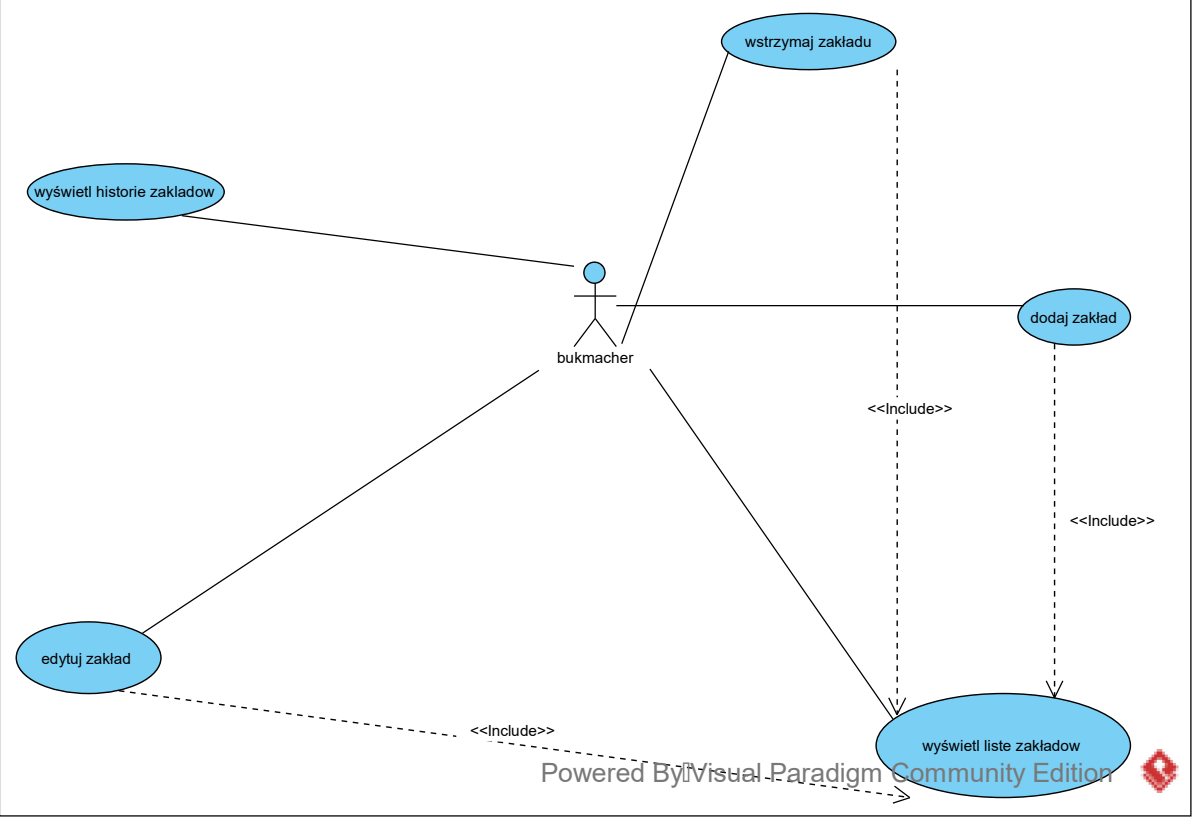 wstrzymaj zakładu
wyświetl historie zakladow
dodaj zakład
bukmacher
<<Include>>
<<Include>>
edytuj zakład
<<Include>>
wyświetl liste zakładow
Powered By Visual Paradigm Community Edition